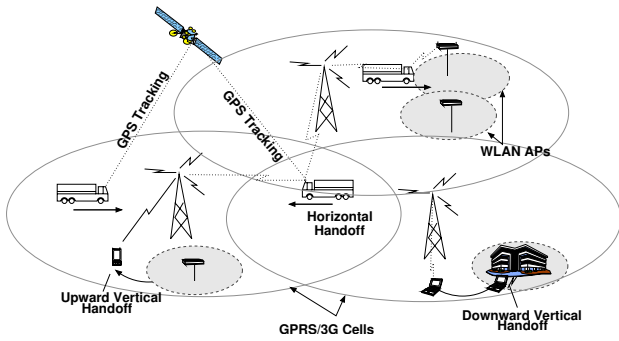 GPS Tracking
GPS Tracking
WLAN APs
Horizontal
Handoff
Upward Vertical
Handoff
GPRS/3G Cells
Downward Vertical
Handoff